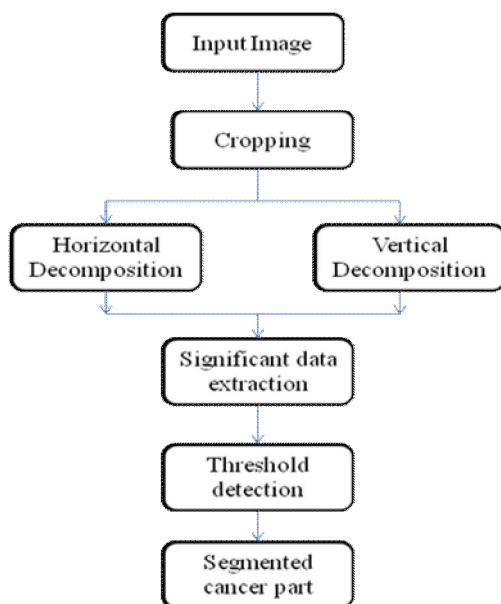 Input Image
Cropping
Horizontal
Decomposition
Vertical
Decomposition
Significant data
extraction
Threshold
detection
Segmented
cancer part